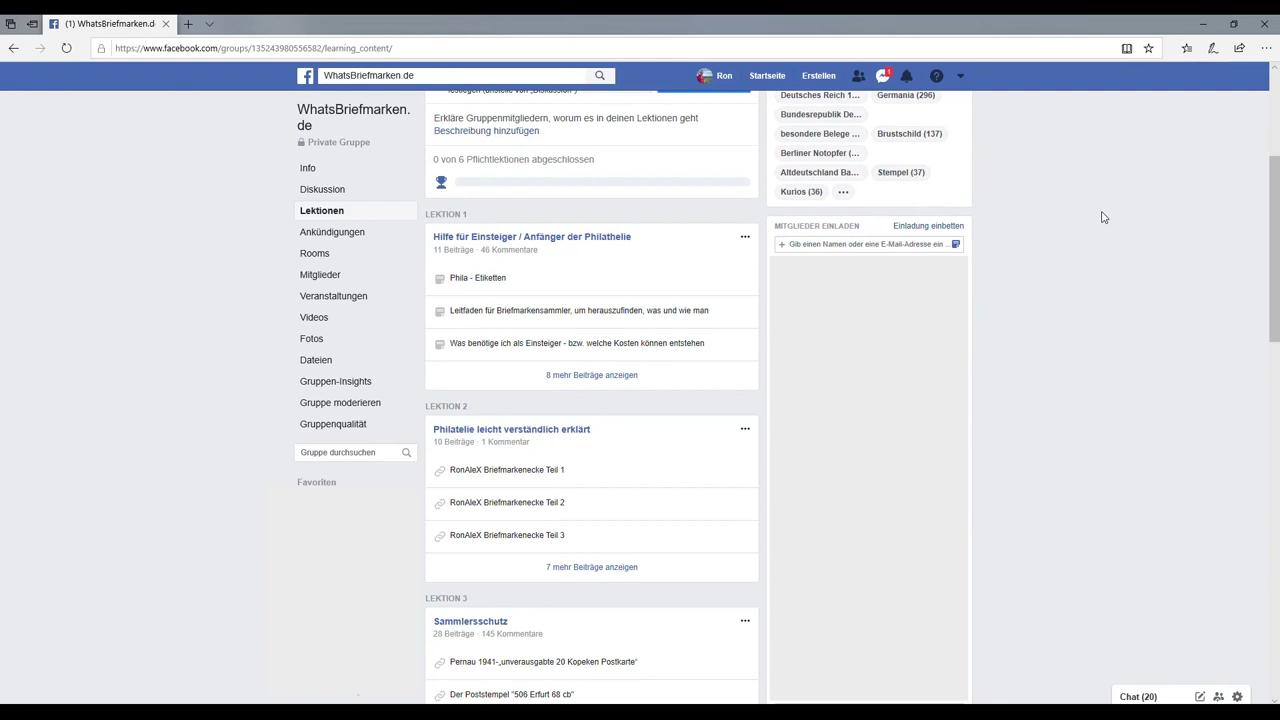 (1) WhatsBriefmarken.d
https://www.facebook.com/groups/135243980556582/learning_content/
WhatsBriefmarken.de
Ron
Startseite
Erstellen
1
WhatsBriefmarken.
de
Private Gruppe
Info
Diskussion
Lektionen
Ankündigungen
Rooms
Mitglieder
Veranstaltungen
Videos
Fotos
Dateien
Gruppen-Insights
Gruppe moderieren
Gruppenqualität
Gruppe durchsuchen
Favoriten
Erkläre Gruppenmitgliedern, worum es in deinen Lektionen geht
Beschreibung hinzufügen
0 von 6 Pflichtlektionen abgeschlossen
LEKTION 1
Hilfe für Einsteiger / Anfänger der Philathelie
11 Beiträge · 46 Kommentare
Phila - Etiketten
Leitfaden für Briefmarkensammler, um herauszufinden, was und wie man
Was benötige ich als Einsteiger - bzw. welche Kosten können entstehen
8 mehr Beiträge anzeigen
LEKTION 2
Philatelie leicht verständlich erklärt
10 Beiträge · 1 Kommentar
RonAleX Briefmarkenecke Teil 1
RonAleX Briefmarkenecke Teil 2
RonAleX Briefmarkenecke Teil 3
7 mehr Beiträge anzeigen
LEKTION 3
Sammlersschutz
28 Beiträge · 145 Kommentare
Pernau 1941-„unverausgabte 20 Kopeken Postkarte“
Der Poststempel "506 Erfurt 68 cb"
Deutsches Reich 1...
Germania (296)
Bundesrepublik De...
besondere Belege ...
Brustschild (137)
Berliner Notopfer (...
Altdeutschland Ba...
Stempel (37)
Kurios (36)
MITGLIEDER EINLADEN
Einladung einbetten
+ Gib einen Namen oder eine E-Mail-Adresse ein ...
Chat (20)